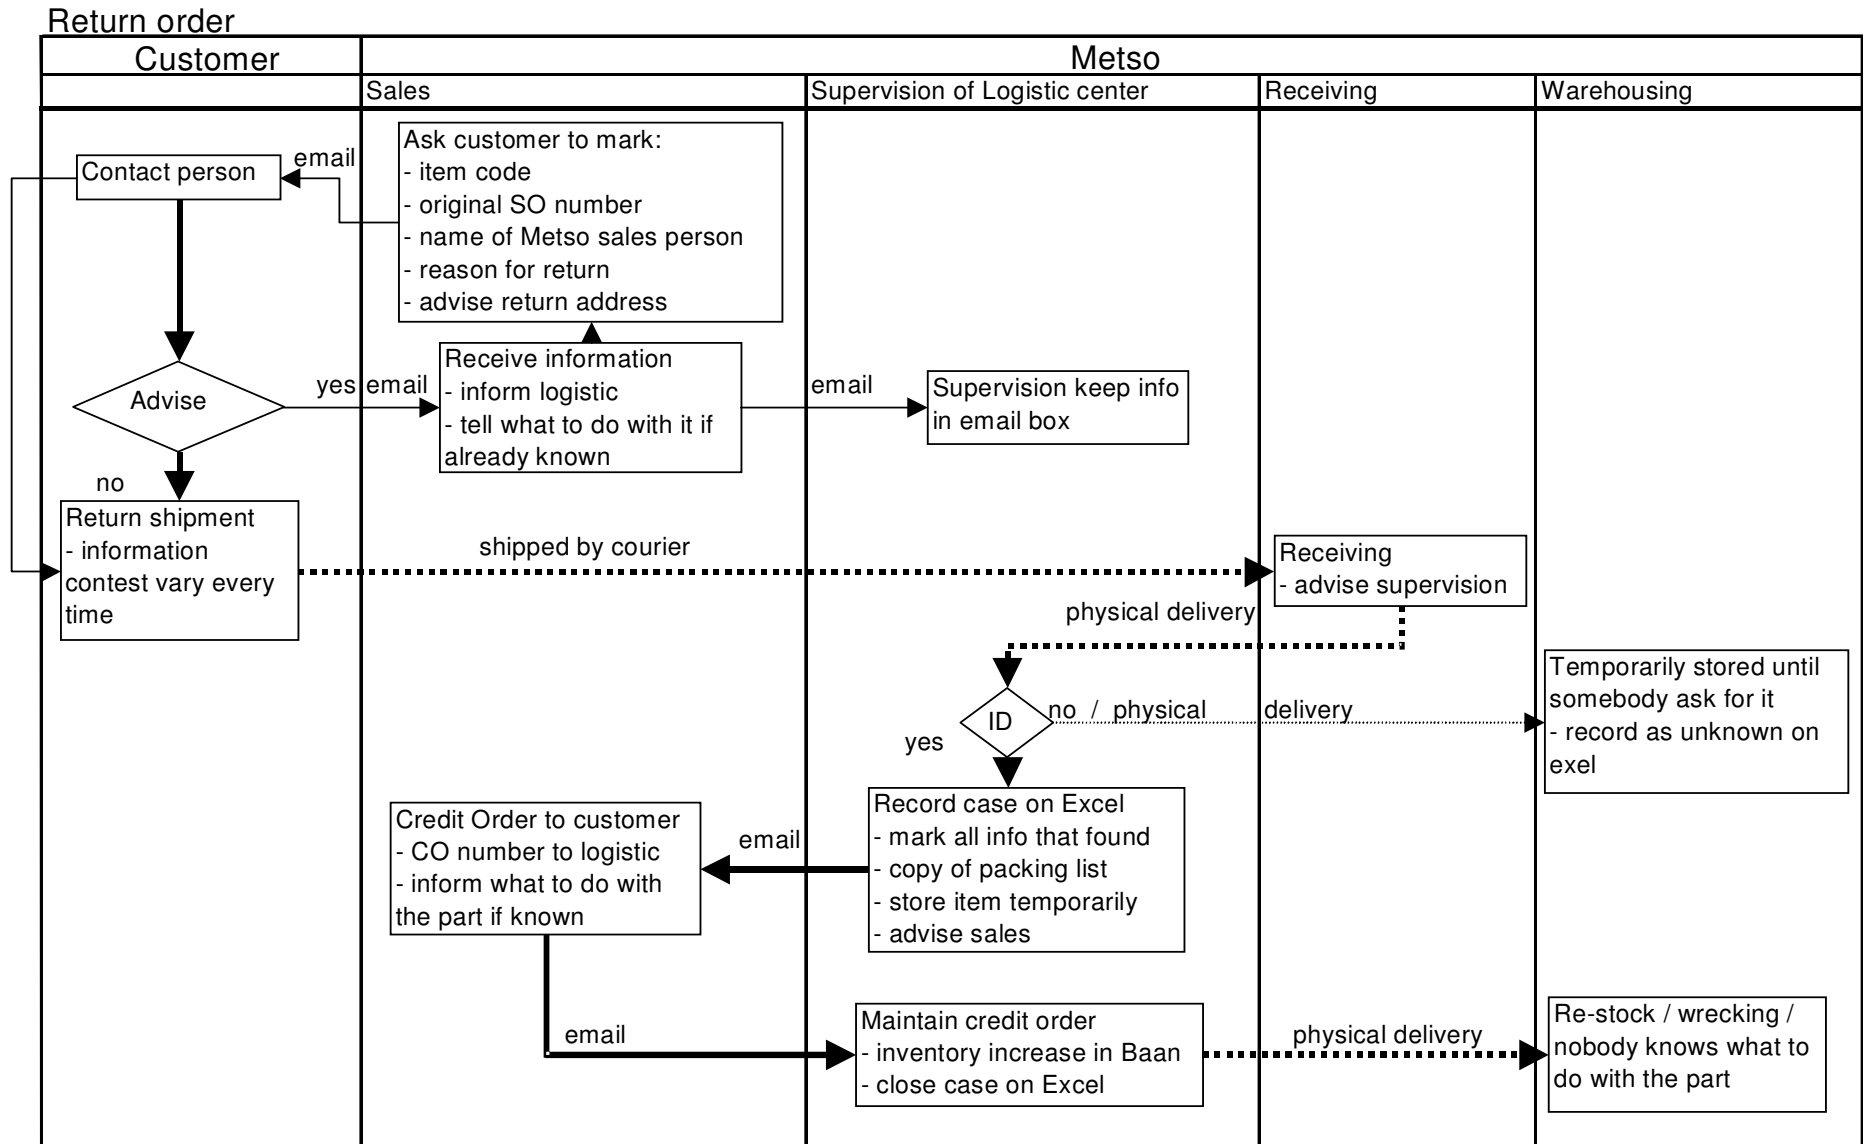 Return order
Customer
Metso
Sales
Supervision of Logistic center
Receiving
Warehousing
Contact person
email
Ask customer to mark:
- item code
- original SO number
- name of Metso sales person
- reason for return
- advise return address
Advise
yes email
Receive information
- inform logistic
- tell what to do with it if
already known
email
Supervision keep info
in email box
no
Return shipment
- information
contest vary every
time
shipped by courier
Receiving
- advise supervision
physical delivery
ID
no / physical delivery
yes
Temporarily stored until
somebody ask for it
- record as unknown on
exel
Record case on Excel
- mark all info that found
- copy of packing list
- store item temporarily
- advise sales
email
Credit Order to customer
- CO number to logistic
- inform what to do with
the part if known
email
Maintain credit order
- inventory increase in Baan
- close case on Excel
physical delivery
Re-stock / wrecking /
nobody knows what to
do with the part